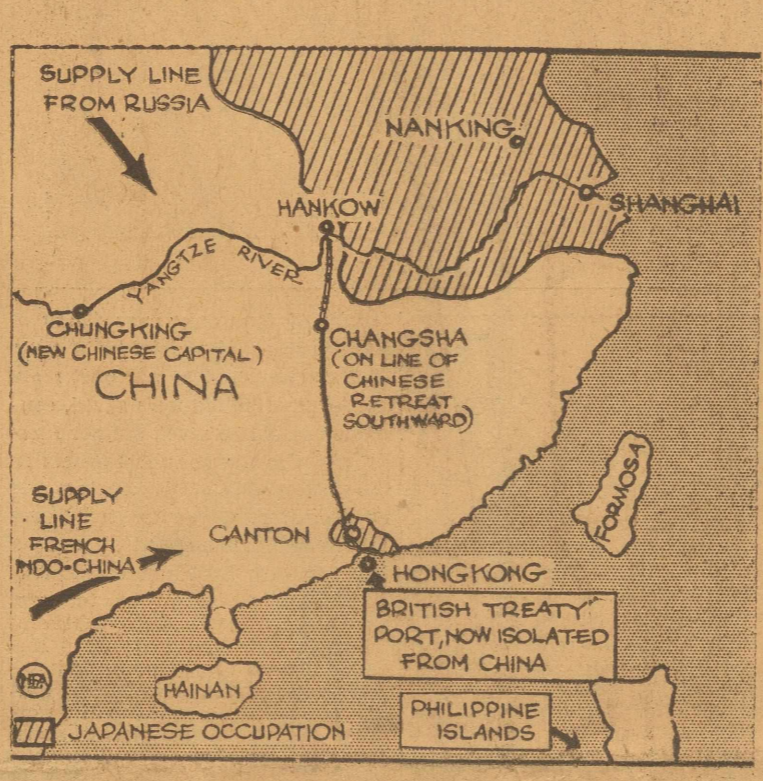 SUPPLY LINE
FROM RUSSIA
NANKING
SHANGHAI
HANKOW
YANGTZE RIVER
CHUNGKING
(NEW CHINESE CAPITAL)
CHINA
CHANGSHA
(ON LINE OF
CHINESE
RETREAT
SOUTHWARD)
FORMOSA
SUPPLY
LINE
FRENCH
INDO-CHINA
CANTON
HONGKONG
BRITISH TREATY
PORT, NOW ISOLATED
FROM CHINA
HAINAN
NEA
PHILIPPINE
ISLANDS
JAPANESE OCCUPATION